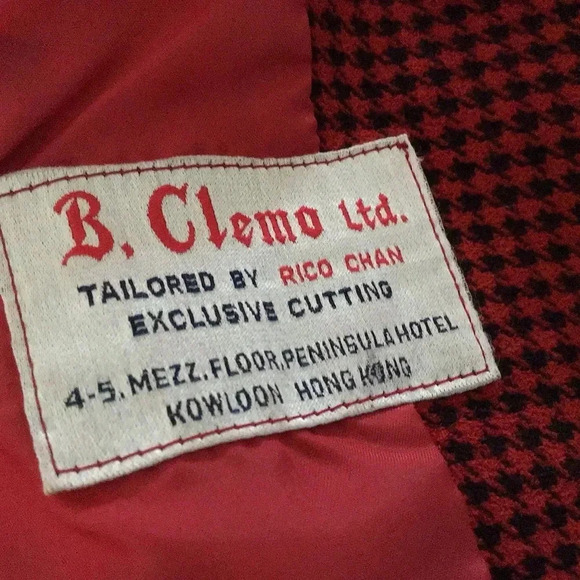 B. Clemo Ltd.
TAILORED BY RICO CHAN
EXCLUSIVE CUTTING
4-5. MEZZ. FLOOR, PENINSULA HOTEL
KOWLOON HONG KONG